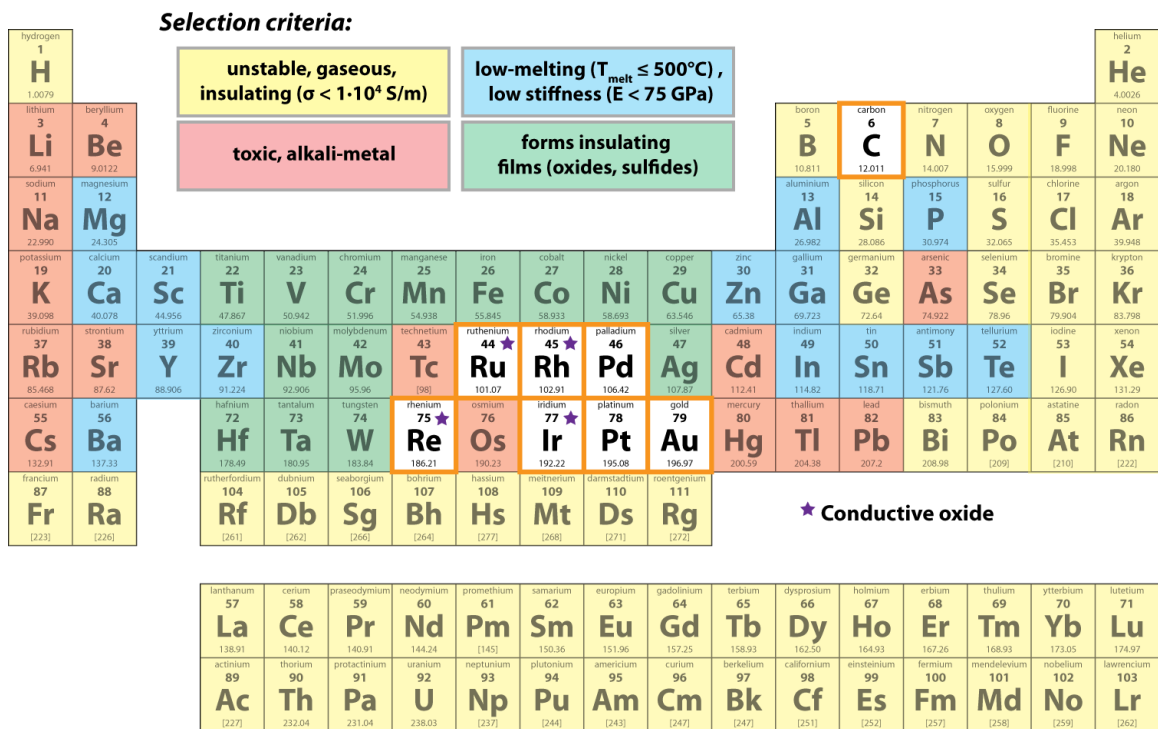 Selection criteria:
unstable, gaseous,
insulating (σ < 1·10⁴ S/m)
low-melting (Tmelt ≤ 500°C) ,
low stiffness (E < 75 GPa)
toxic, alkali-metal
forms insulating
films (oxides, sulfides)
hydrogen helium
1 2
H He
1.0079 4.0026
lithium beryllium boron carbon nitrogen oxygen fluorine neon
3 4 5 6 7 8 9 10
Li Be B C N O F Ne
6.941 9.0122 10.811 12.011 14.007 15.999 18.998 20.180
sodium magnesium aluminium silicon phosphorus sulfur chlorine argon
11 12 13 14 15 16 17 18
Na Mg Al Si P S Cl Ar
22.990 24.305 26.982 28.086 30.974 32.065 35.453 39.948
potassium calcium scandium titanium vanadium chromium manganese iron cobalt nickel copper zinc gallium germanium arsenic selenium bromine krypton
19 20 21 22 23 24 25 26 27 28 29 30 31 32 33 34 35 36
K Ca Sc Ti V Cr Mn Fe Co Ni Cu Zn Ga Ge As Se Br Kr
39.098 40.078 44.956 47.867 50.942 51.996 54.938 55.845 58.933 58.693 63.546 65.38 69.723 72.64 74.922 78.96 79.904 83.798
rubidium strontium yttrium zirconium niobium molybdenum technetium ruthenium rhodium palladium silver cadmium indium tin antimony tellurium iodine xenon
37 38 39 40 41 42 43 44 45 46 47 48 49 50 51 52 53 54
Rb Sr Y Zr Nb Mo Tc Ru Rh Pd Ag Cd In Sn Sb Te I Xe
85.468 87.62 88.906 91.224 92.906 95.96 [98] 101.07 102.91 106.42 107.87 112.41 114.82 118.71 121.76 127.60 126.90 131.29
caesium barium hafnium tantalum tungsten rhenium osmium iridium platinum gold mercury thallium lead bismuth polonium astatine radon
55 56 72 73 74 75 76 77 78 79 80 81 82 83 84 85 86
Cs Ba Hf Ta W Re Os Ir Pt Au Hg Tl Pb Bi Po At Rn
132.91 137.33 178.49 180.95 183.84 186.21 190.23 192.22 195.08 196.97 200.59 204.38 207.2 208.98 [209] [210] [222]
francium radium rutherfordium dubnium seaborgium bohrium hassium meitnerium darmstadtium roentgenium
87 88 104 105 106 107 108 109 110 111
Fr Ra Rf Db Sg Bh Hs Mt Ds Rg
[223] [226] [261] [262] [266] [264] [277] [268] [271] [272]
★ Conductive oxide
lanthanum cerium praseodymium neodymium promethium samarium europium gadolinium terbium dysprosium holmium erbium thulium ytterbium lutetium
57 58 59 60 61 62 63 64 65 66 67 68 69 70 71
La Ce Pr Nd Pm Sm Eu Gd Tb Dy Ho Er Tm Yb Lu
138.91 140.12 140.91 144.24 [145] 150.36 151.96 157.25 158.93 162.50 164.93 167.26 168.93 173.05 174.97
actinium thorium protactinium uranium neptunium plutonium americium curium berkelium californium einsteinium fermium mendelevium nobelium lawrencium
89 90 91 92 93 94 95 96 97 98 99 100 101 102 103
Ac Th Pa U Np Pu Am Cm Bk Cf Es Fm Md No Lr
[227] 232.04 231.04 238.03 [237] [244] [243] [247] [247] [251] [252] [257] [258] [259] [262]